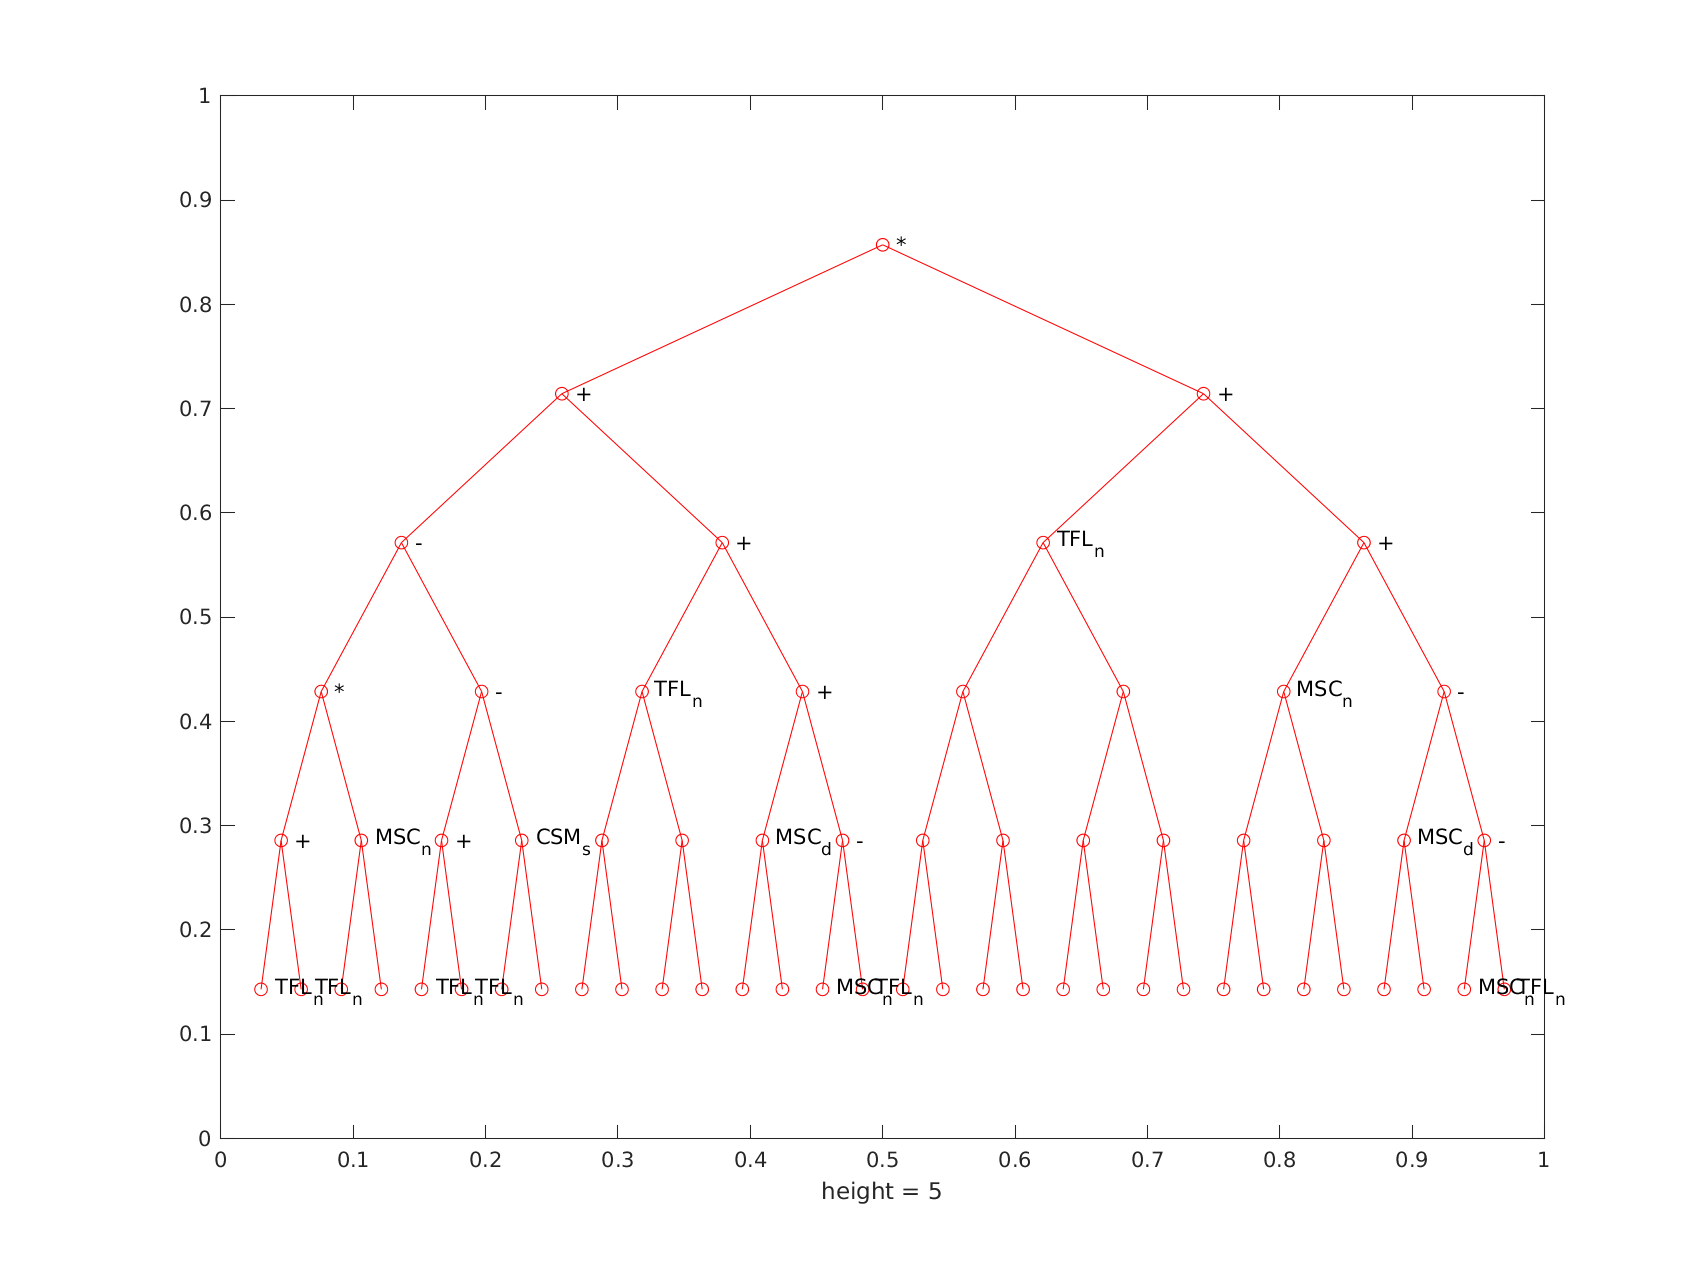 1
0.9
*
0.8
+ +
0.7
0.6
- + TFL_n +
0.5
* - TFL_n + MSC_n -
0.4
0.3
+ MSC_n + CSM_s MSC_d - MSC_d -
0.2
TFL_n TFL_n TFL_n TFL_n MSC_n TFL_n MSC_n TFL_n
0.1
0
0 0.1 0.2 0.3 0.4 0.5 0.6 0.7 0.8 0.9 1
height = 5